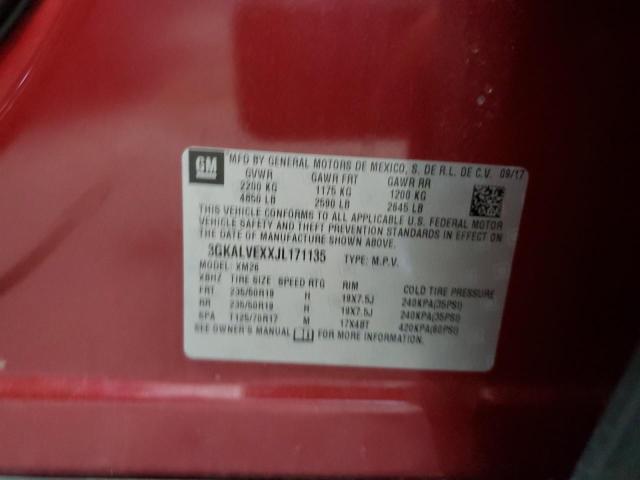 GM
MFD BY GENERAL MOTORS DE MEXICO, S. DE R.L. DE C.V. 09/17
GVWR GAWR FRT GAWR RR
2200 KG 1175 KG 1200 KG
4850 LB 2590 LB 2645 LB
THIS VEHICLE CONFORMS TO ALL APPLICABLE U.S. FEDERAL MOTOR
VEHICLE SAFETY AND THEFT PREVENTION STANDARDS IN EFFECT ON
THE DATE OF MANUFACTURE SHOWN ABOVE.
3GKALVEXXJL171135 TYPE: M.P.V.
MODEL: XM26
TIRE SIZE SPEED RTG RIM COLD TIRE PRESSURE
FRT 235/50R19 H 19X7.5J 240KPA(35PSI)
RR 235/50R19 H 19X7.5J 240KPA(35PSI)
SPA T125/70R17 M 17X4BT 420KPA(60PSI)
SEE OWNER'S MANUAL FOR MORE INFORMATION.